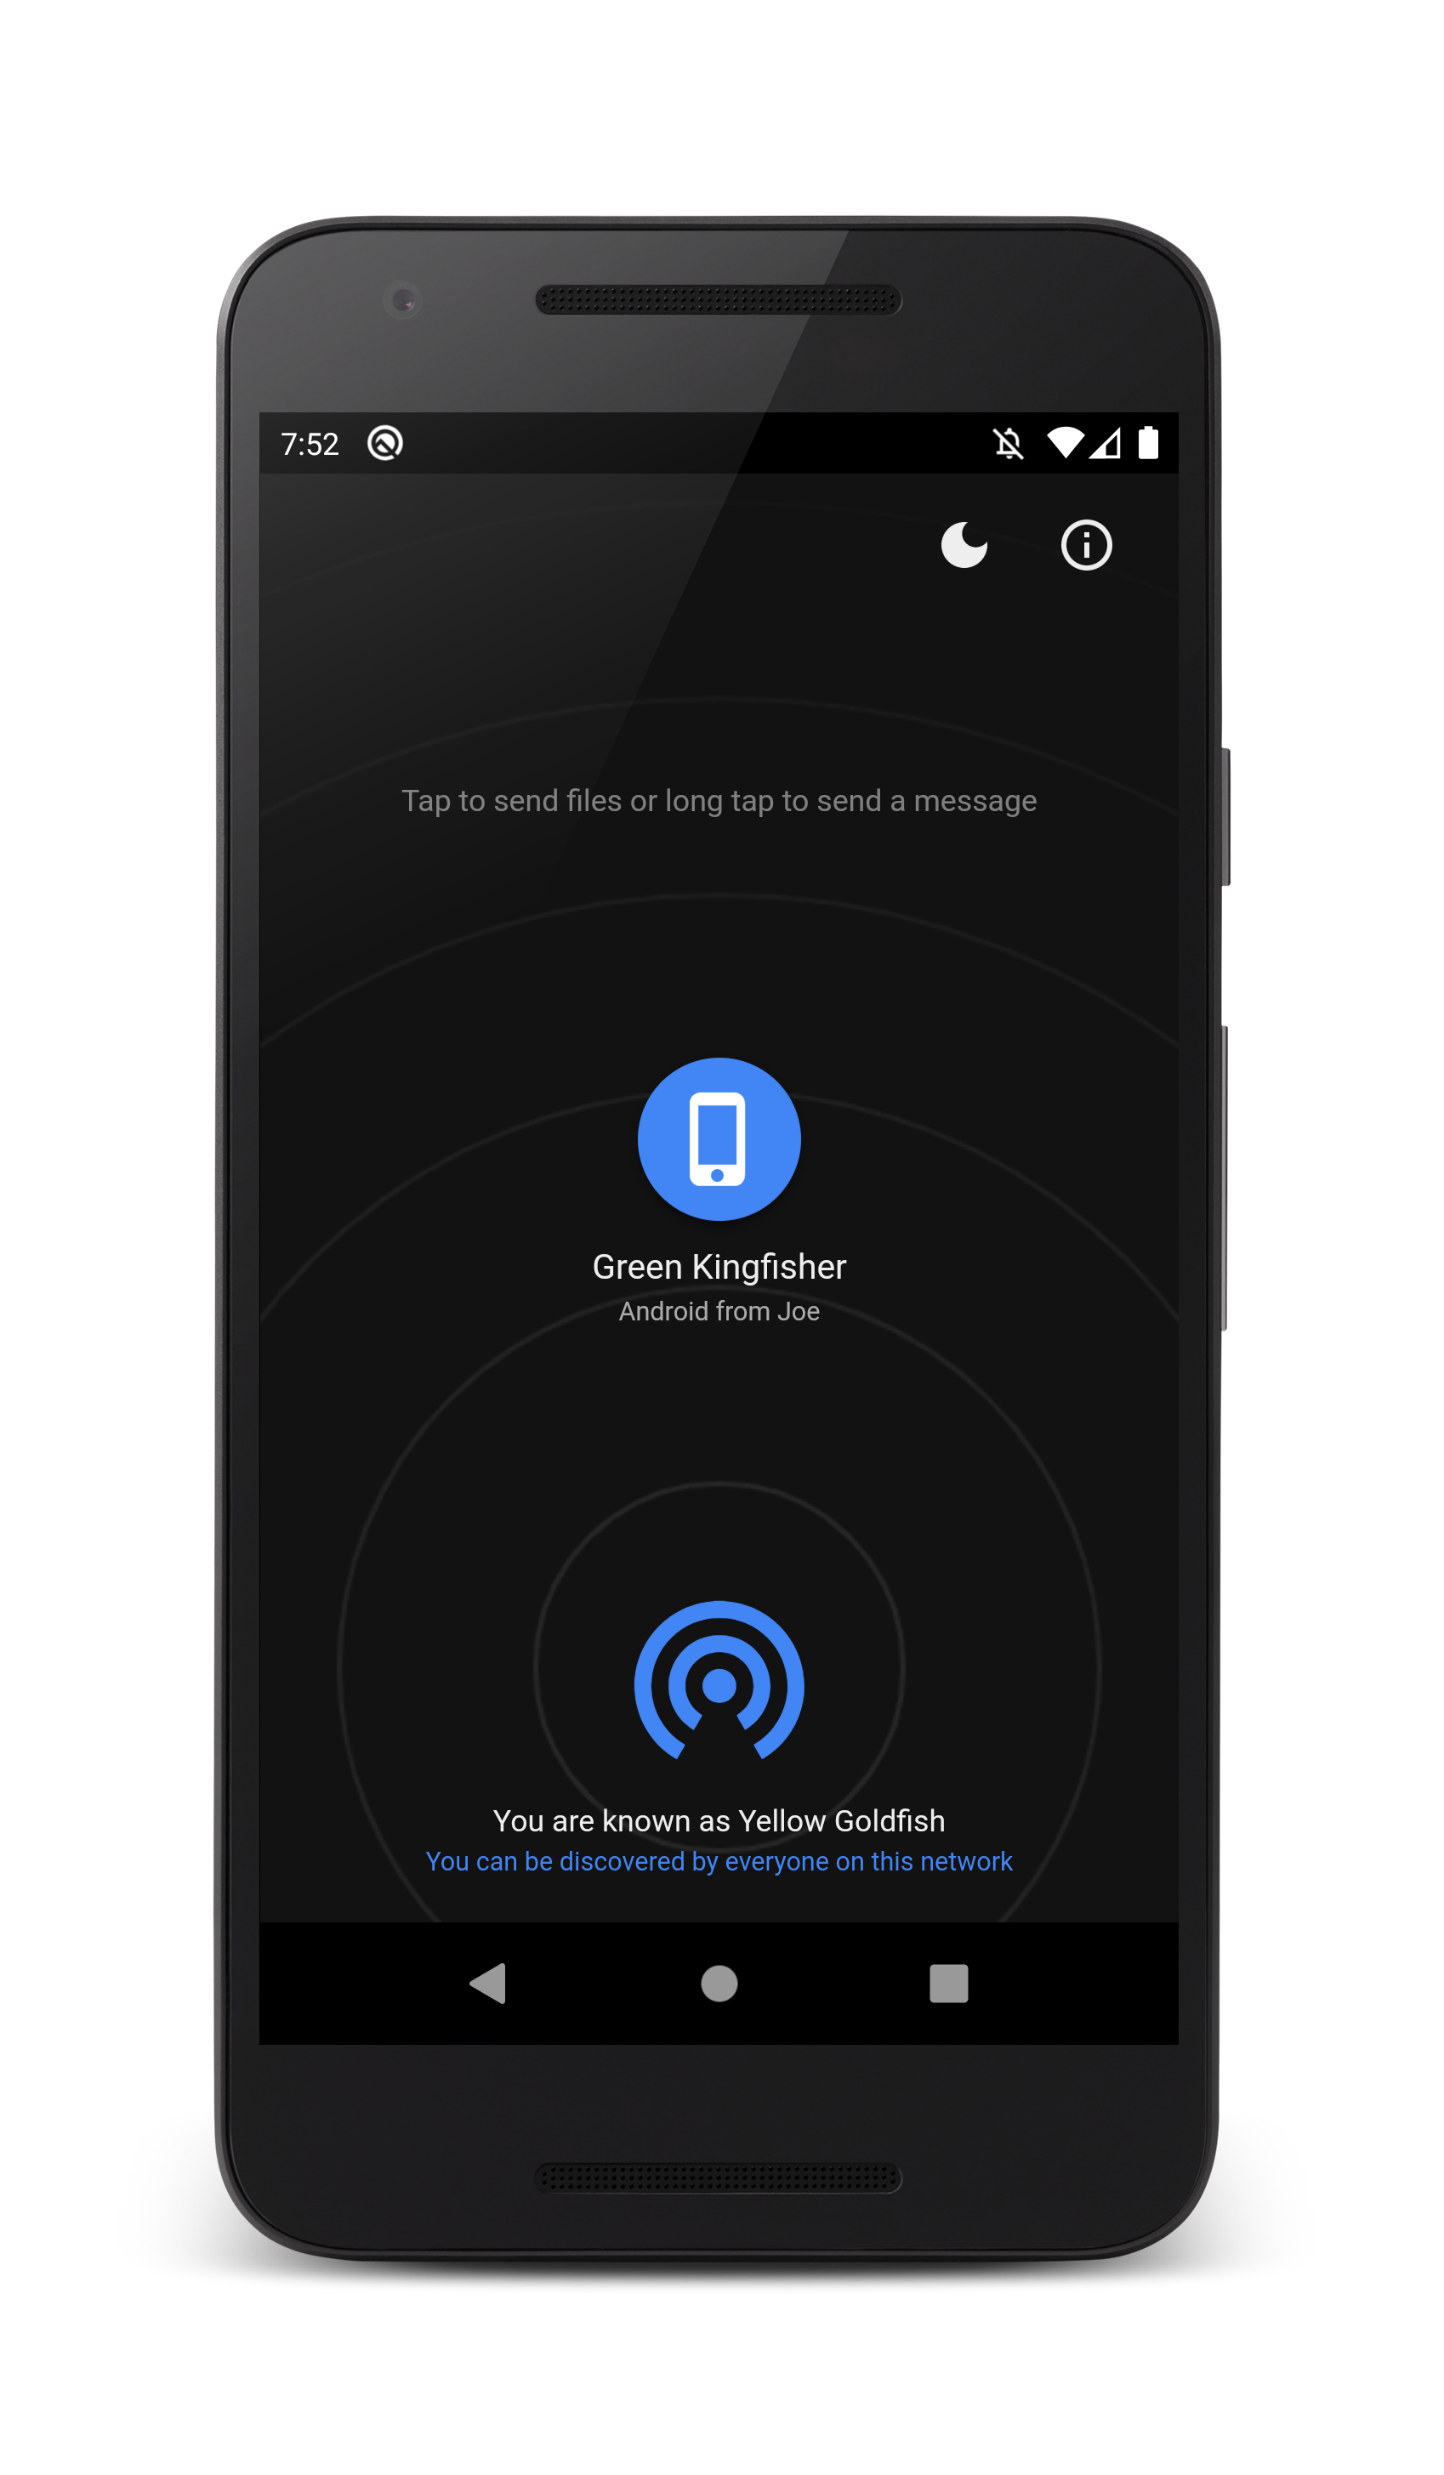 7:52
Tap to send files or long tap to send a message
Green Kingfisher
Android from Joe
You are known as Yellow Goldfish
You can be discovered by everyone on this network